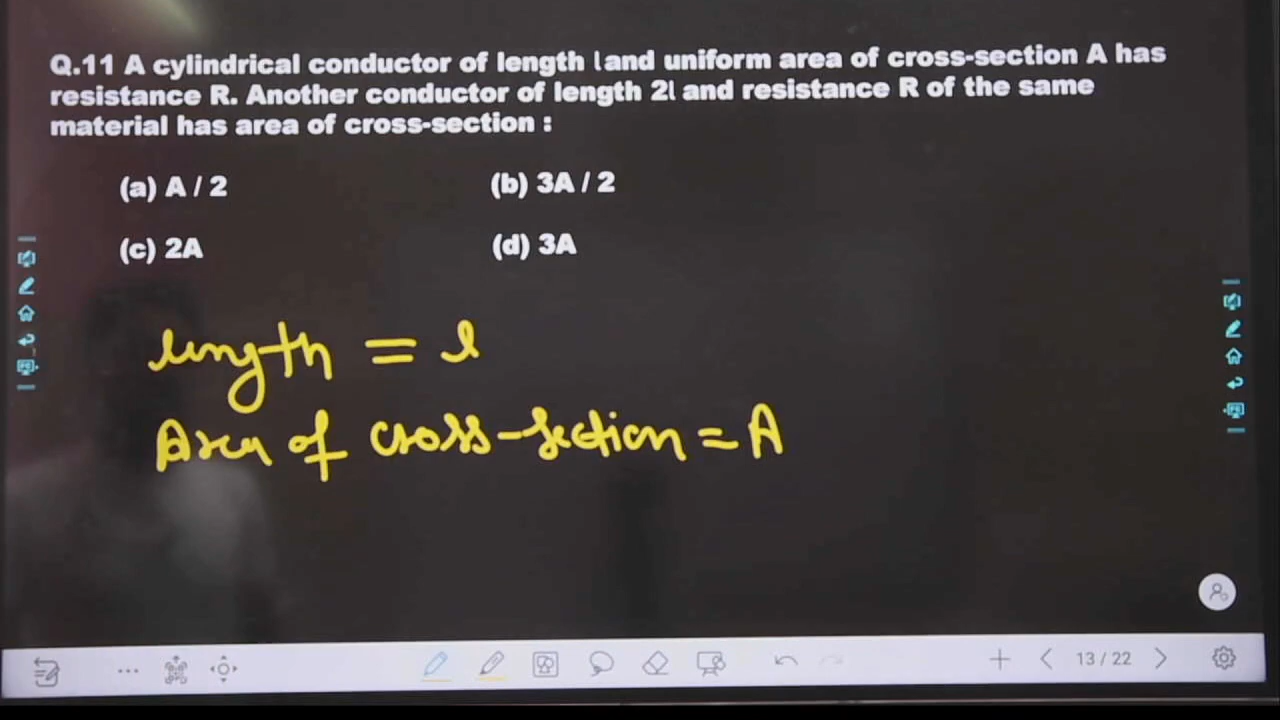 Q.11 A cylindrical conductor of length l and uniform area of cross-section A has
resistance R. Another conductor of length 2l and resistance R of the same
material has area of cross-section :
(a) A / 2 (b) 3A / 2
(c) 2A (d) 3A
length = l
Area of cross-section = A
13 / 22